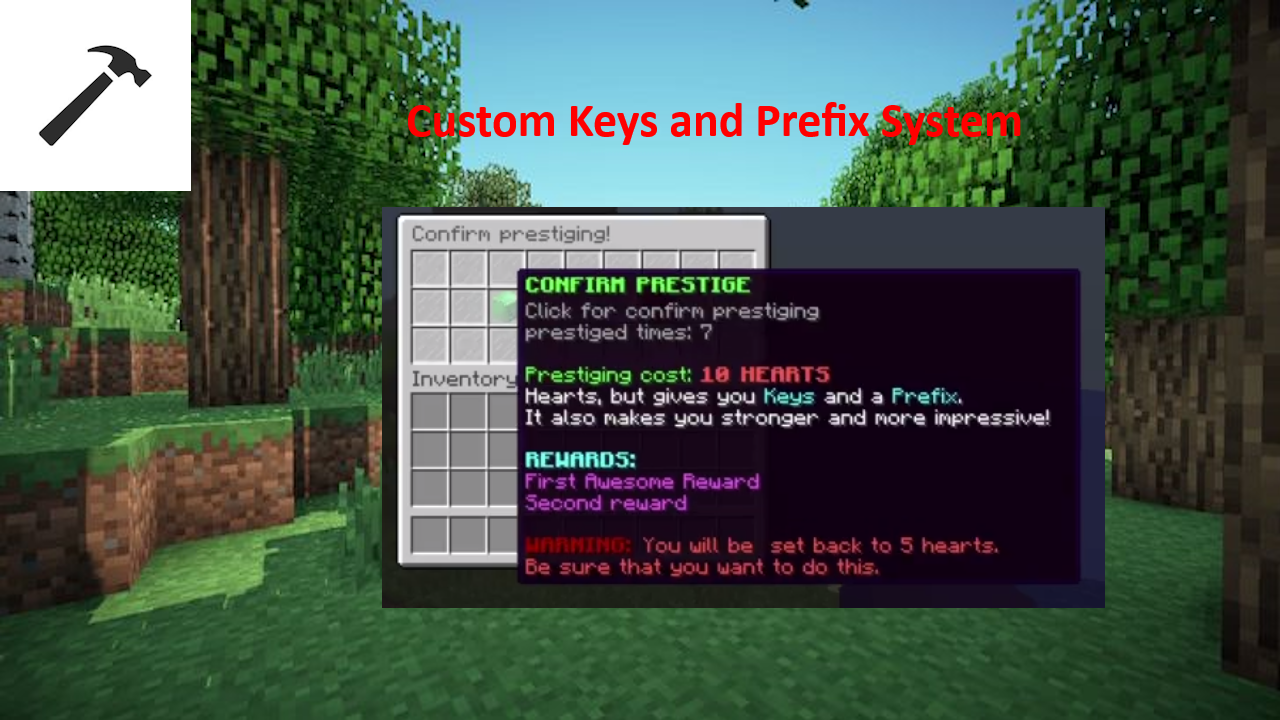 Custom Keys and Prefix System
Confirm prestiging!
CONFIRM PRESTIGE
Click for confirm prestiging
prestiged times: 7
Prestiging cost: 10 HEARTS
Hearts, but gives you Keys and a Prefix.
It also makes you stronger and more impressive!
Inventory
REWARDS:
First Awesome Reward
Second reward
WARNING: You will be  set back to 5 hearts.
Be sure that you want to do this.